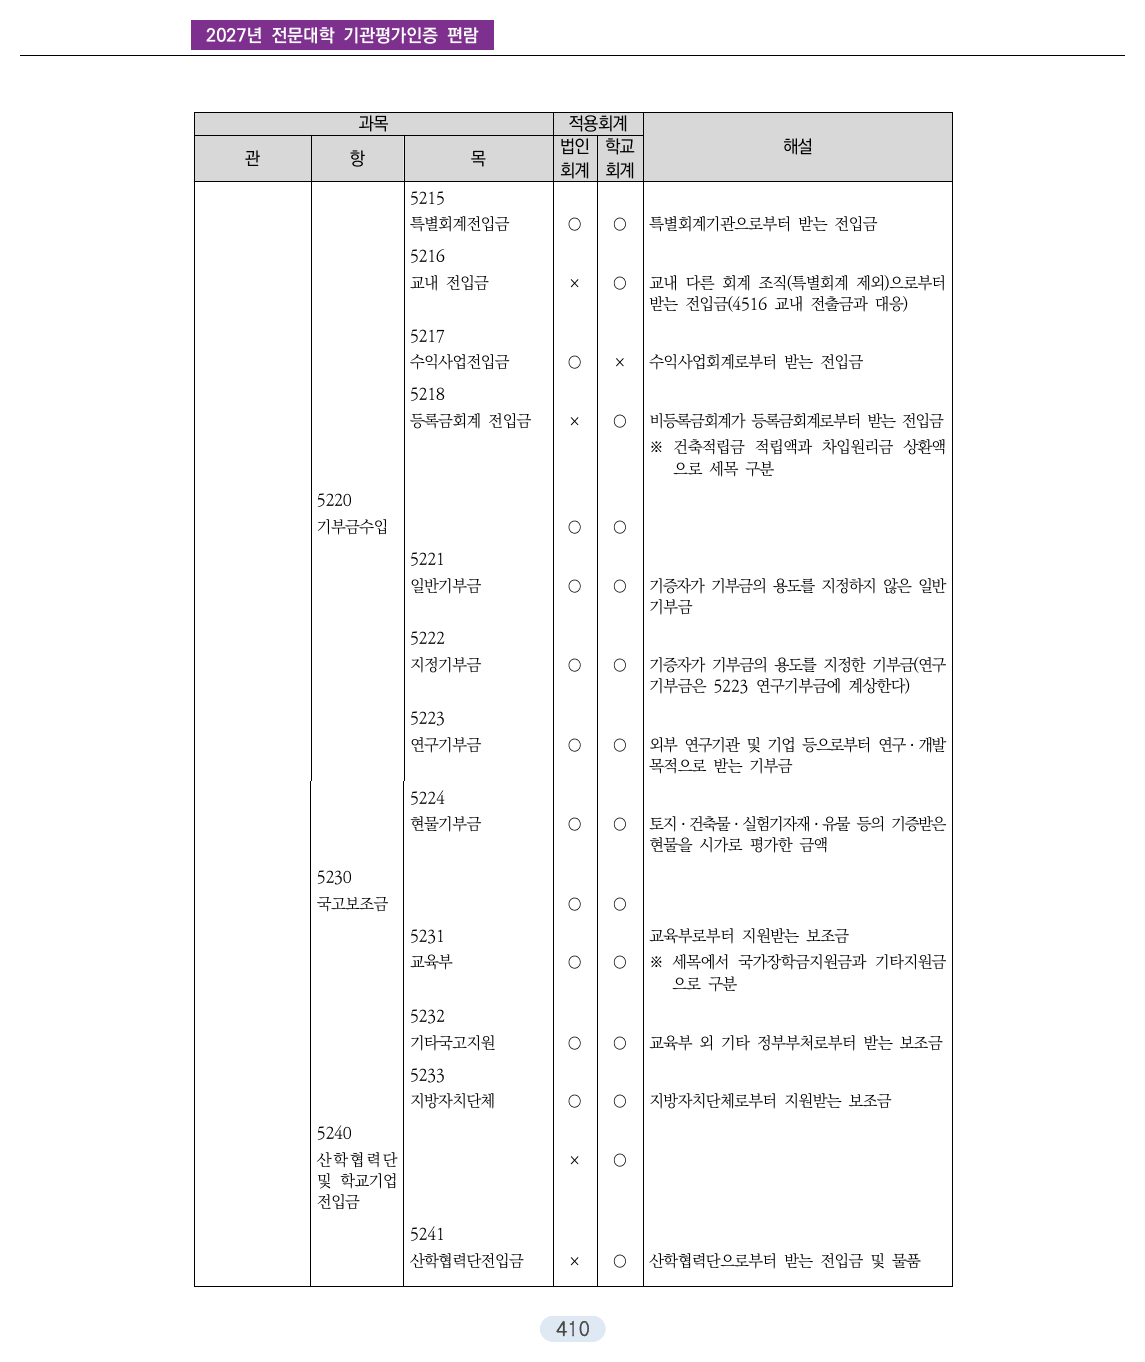 2027년 전문대학 기관평가인증 편람
과목 적용회계 해설
관 항 목 법인 회계 학교 회계
5215
특별회계전입금 ○ ○ 특별회계기관으로부터 받는 전입금
5216
교내 전입금 × ○ 교내 다른 회계 조직(특별회계 제외)으로부터
받는 전입금(4516 교내 전출금과 대응)
5217
수익사업전입금 ○ × 수익사업회계로부터 받는 전입금
5218
등록금회계 전입금 × ○ 비등록금회계가 등록금회계로부터 받는 전입금
※ 건축적립금 적립액과 차입원리금 상환액
으로 세목 구분
5220
기부금수입 ○ ○
5221
일반기부금 ○ ○ 기증자가 기부금의 용도를 지정하지 않은 일반
기부금
5222
지정기부금 ○ ○ 기증자가 기부금의 용도를 지정한 기부금(연구
기부금은 5223 연구기부금에 계상한다)
5223
연구기부금 ○ ○ 외부 연구기관 및 기업 등으로부터 연구·개발
목적으로 받는 기부금
5224
현물기부금 ○ ○ 토지·건축물·실험기자재·유물 등의 기증받은
현물을 시가로 평가한 금액
5230
국고보조금 ○ ○
5231 교육부로부터 지원받는 보조금
교육부 ○ ○ ※ 세목에서 국가장학금지원금과 기타지원금
으로 구분
5232
기타국고지원 ○ ○ 교육부 외 기타 정부부처로부터 받는 보조금
5233
지방자치단체 ○ ○ 지방자치단체로부터 지원받는 보조금
5240
산학협력단 × ○
및 학교기업
전입금
5241
산학협력단전입금 × ○ 산학협력단으로부터 받는 전입금 및 물품
410